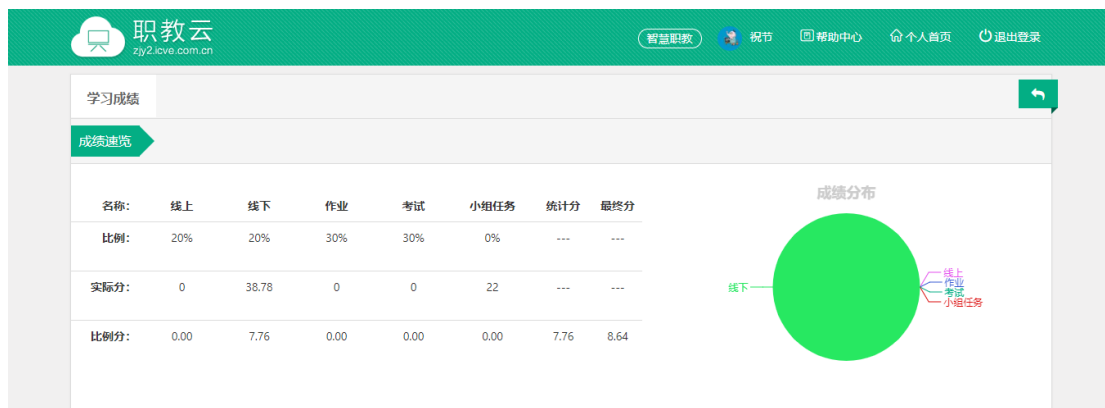 职教云
zjy2.icve.com.cn
智慧职教 祝节 帮助中心 个人首页 退出登录
学习成绩
成绩速览
名称: 线上 线下 作业 考试 小组任务 统计分 最终分
比例: 20% 20% 30% 30% 0% --- ---
实际分: 0 38.78 0 0 22 --- ---
比例分: 0.00 7.76 0.00 0.00 0.00 7.76 8.64
成绩分布
线下
线上
作业
考试
小组任务